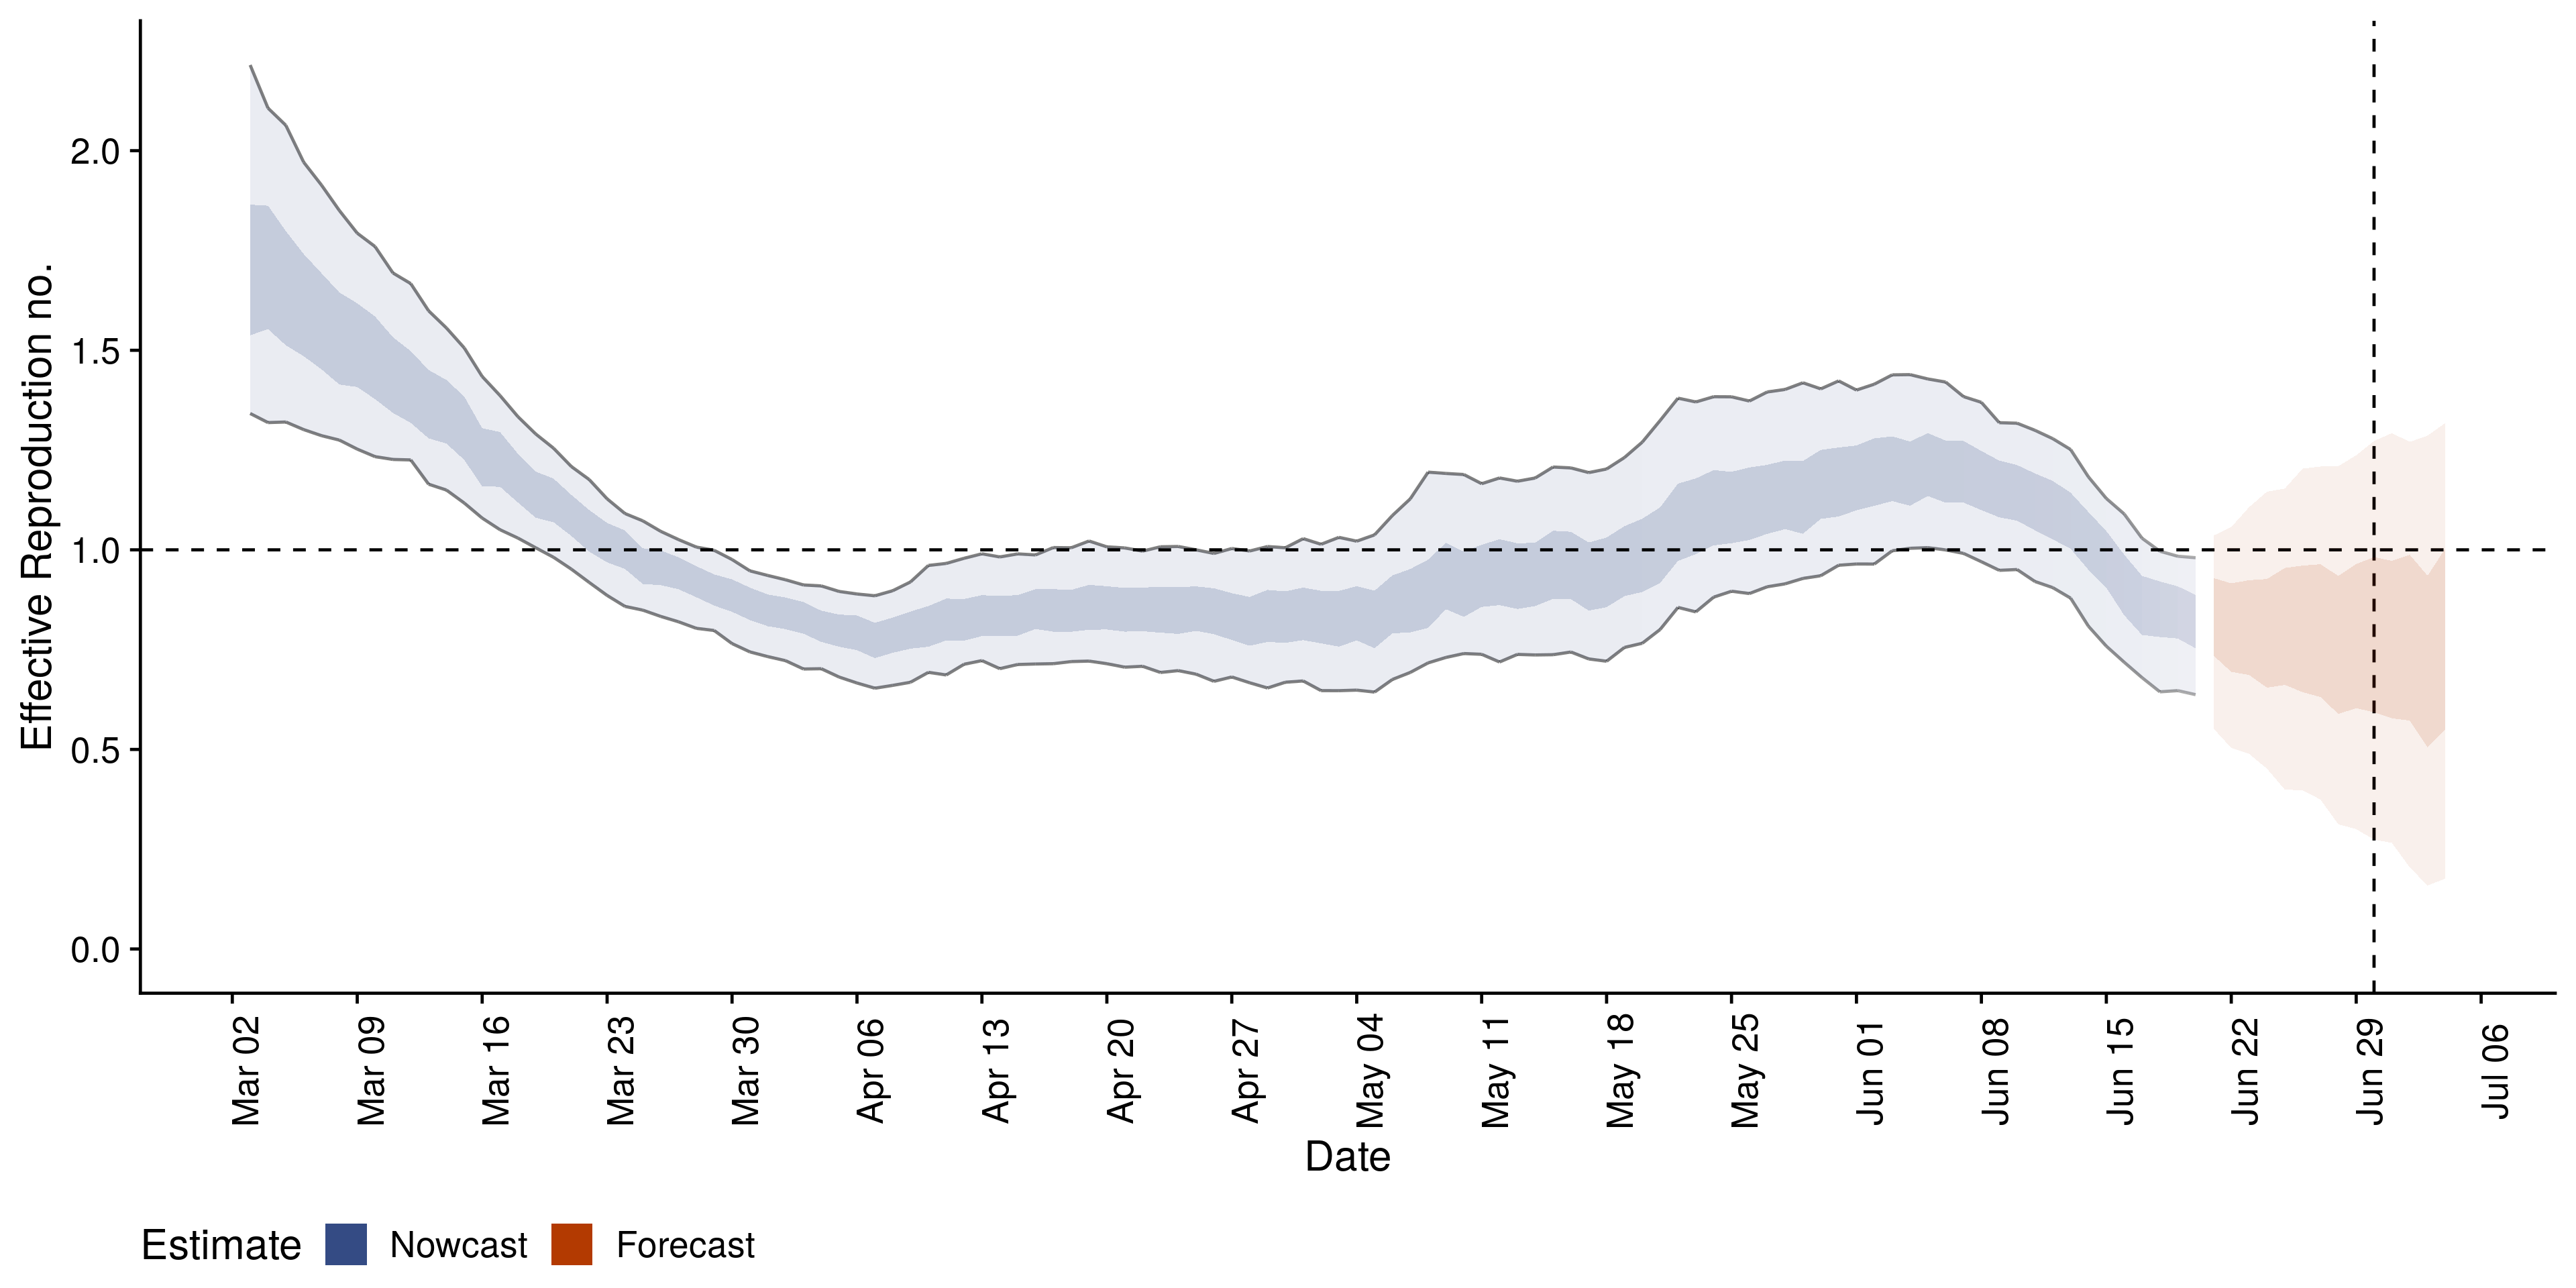 Effective Reproduction no.
2.0
1.5
1.0
0.5
0.0
Mar 02
Mar 09
Mar 16
Mar 23
Mar 30
Apr 06
Apr 13
Apr 20
Apr 27
May 04
May 11
May 18
May 25
Jun 01
Jun 08
Jun 15
Jun 22
Jun 29
Jul 06
Date
Estimate Nowcast Forecast